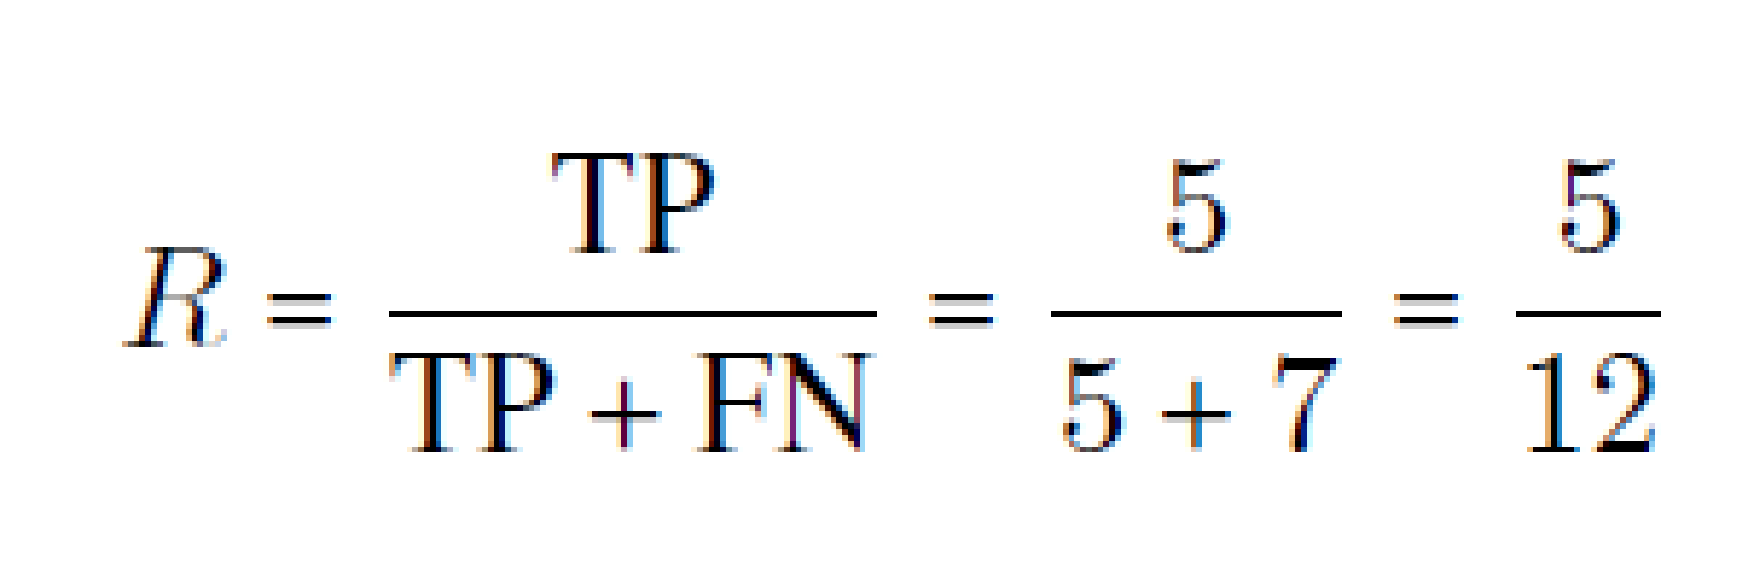 R = TP / (TP + FN) = 5 / (5 + 7) = 5 / 12